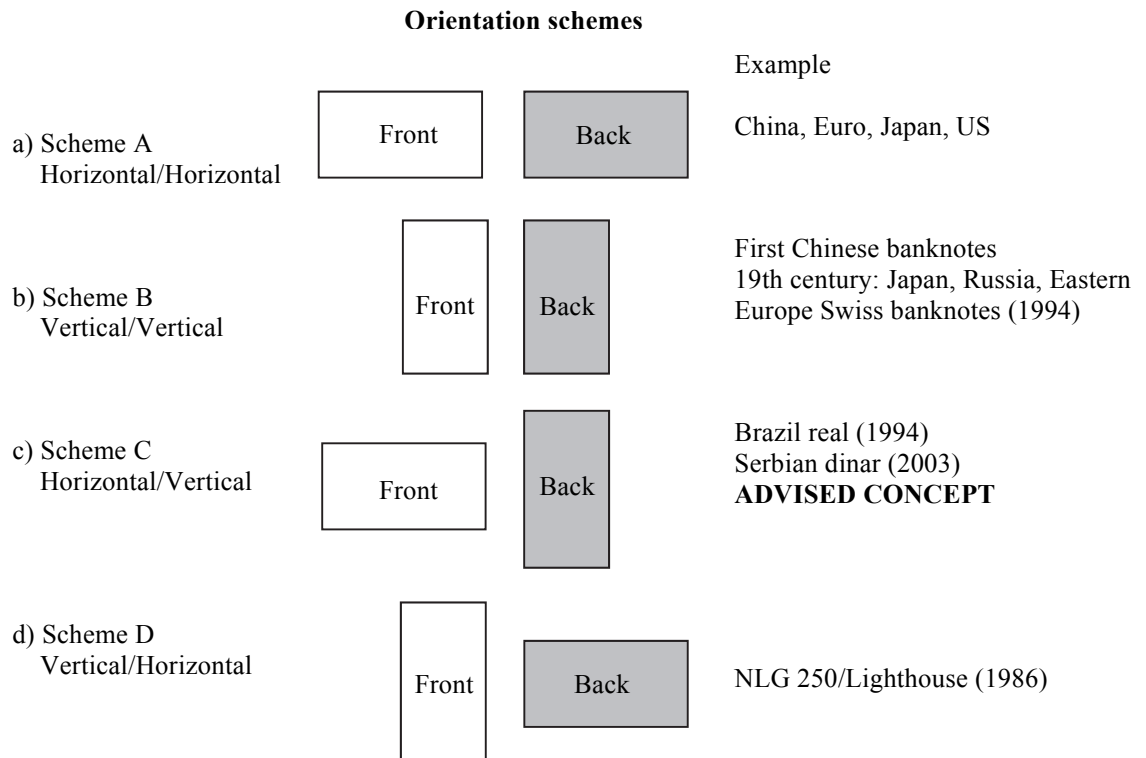 Orientation schemes
Example
a) Scheme A
Horizontal/Horizontal
Front
Back
China, Euro, Japan, US
b) Scheme B
Vertical/Vertical
Front
Back
First Chinese banknotes
19th century: Japan, Russia, Eastern
Europe Swiss banknotes (1994)
c) Scheme C
Horizontal/Vertical
Front
Back
Brazil real (1994)
Serbian dinar (2003)
ADVISED CONCEPT
d) Scheme D
Vertical/Horizontal
Front
Back
NLG 250/Lighthouse (1986)